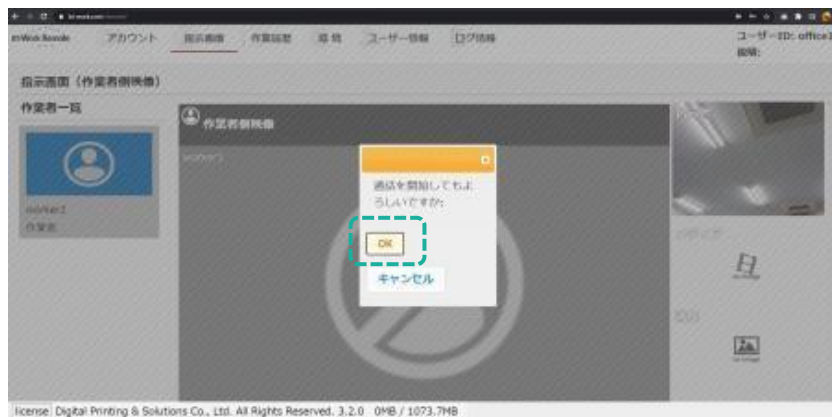 アカウント 指示画面 作業履歴 環境 ユーザー情報 ログ情報
ユーザーID: office1
説明:
指示画面（作業者側映像）
作業者一覧
作業者側映像
通話を開始してもよ
ろしいですか?
OK
キャンセル
worker2
作業者
license Digital Printing & Solutions Co., Ltd. All Rights Reserved. 3.2.0 0MB / 1073.7MB